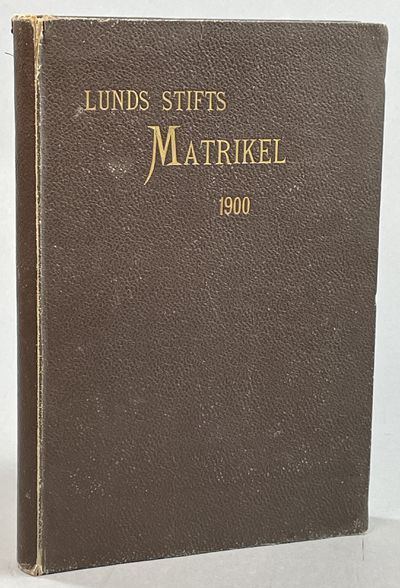 LUNDS STIFTS
MATRIKEL
1900